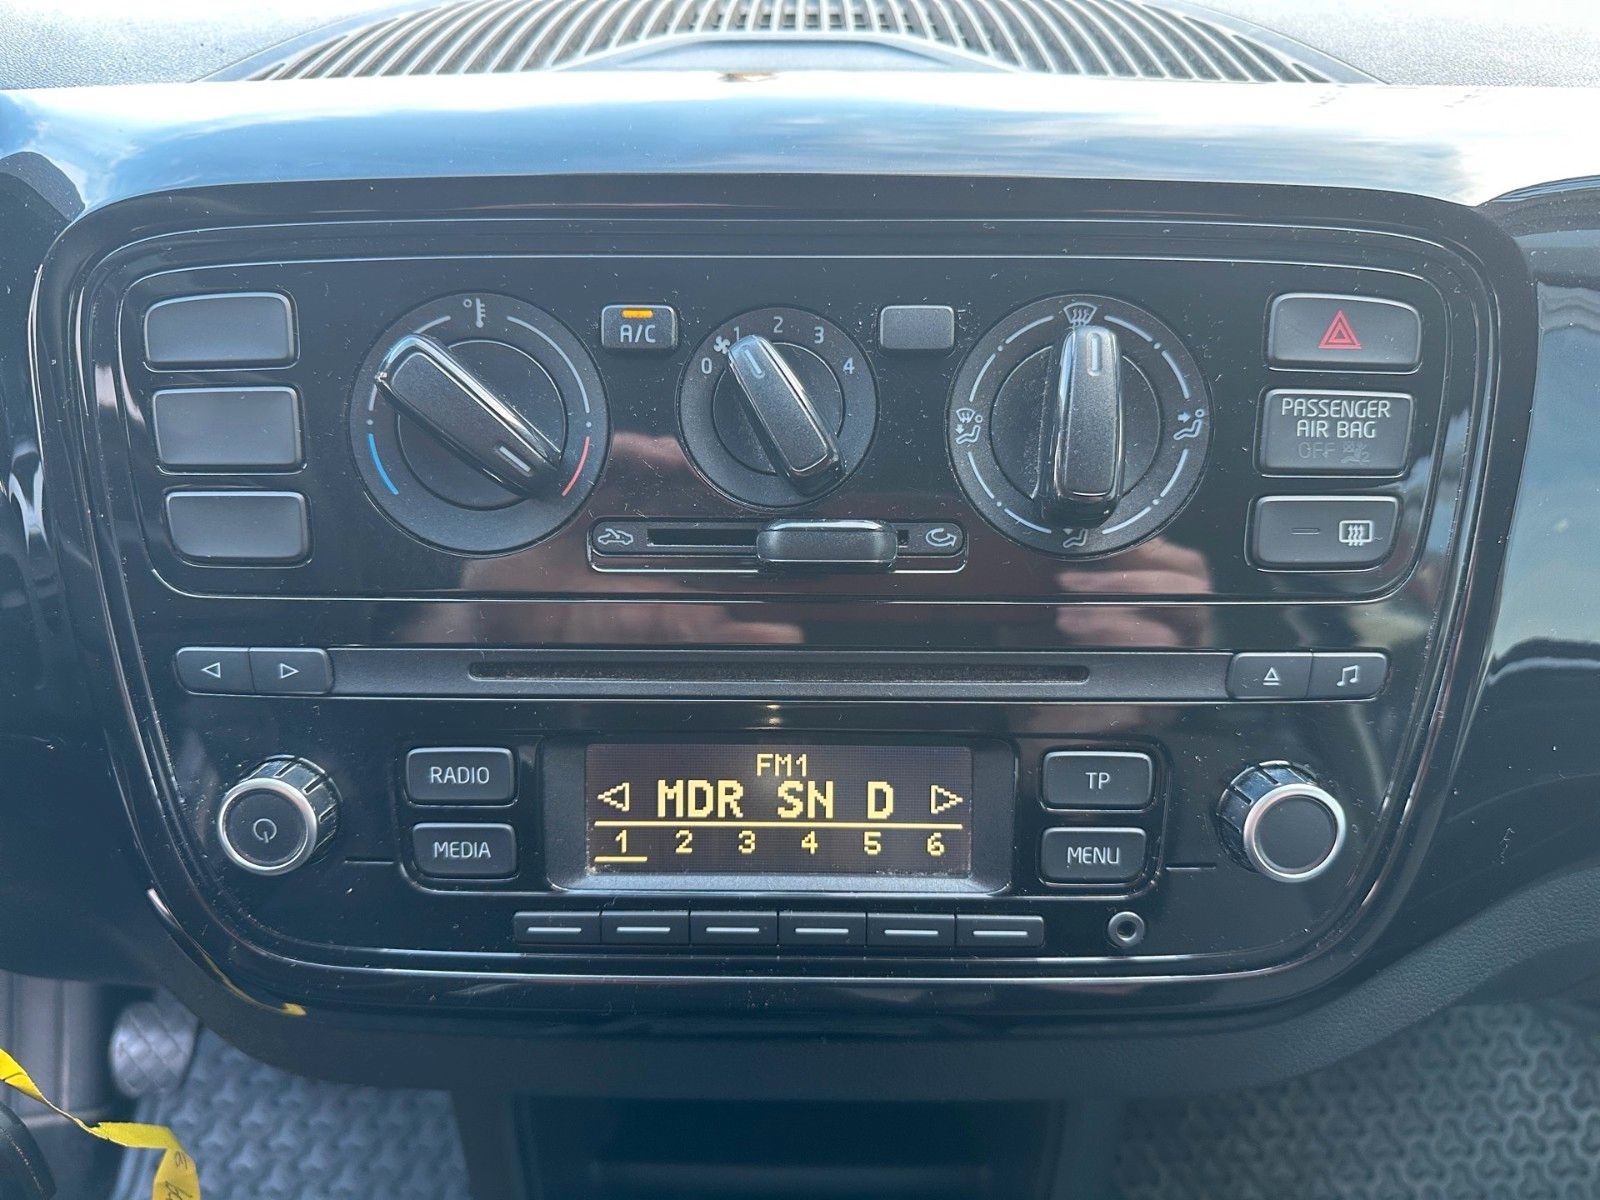 A/C
0 1 2 3 4
PASSENGER
AIR BAG
OFF 2
RADIO
MEDIA
FM1
MDR SN D
1 2 3 4 5 6
TP
MENU